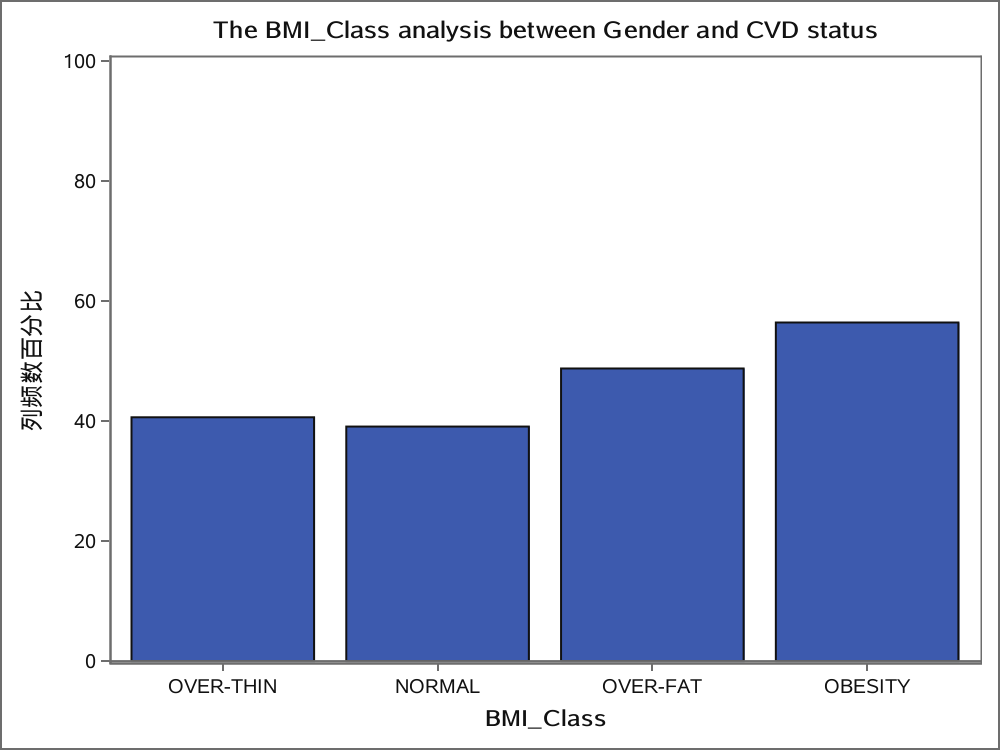 The BMI_Class analysis between Gender and CVD status
100
80
60
40
20
0
列频数百分比
OVER-THIN
NORMAL
OVER-FAT
OBESITY
BMI_Class